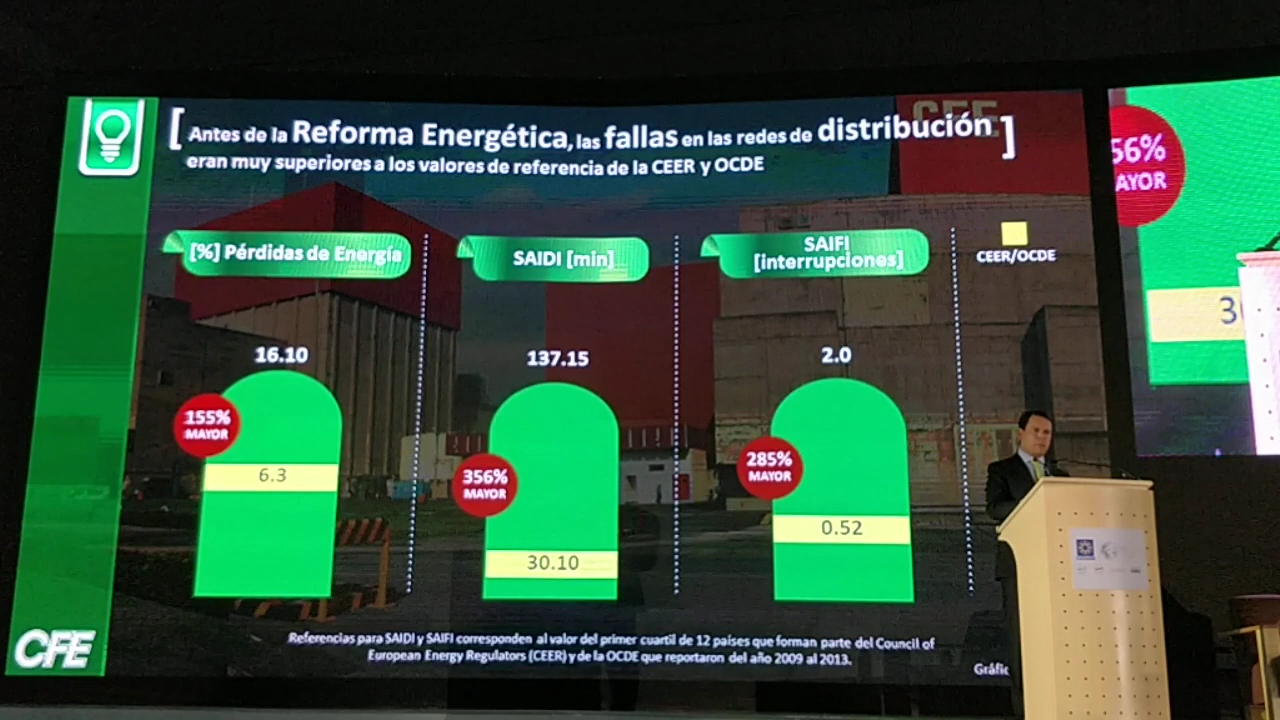 [Antes de la Reforma Energética, las fallas en las redes de distribución]
eran muy superiores a los valores de referencia de la CEER y OCDE
CFE
[%] Pérdidas de Energía
SAIDI [min]
SAIFI
[interrupciones]
CEER/OCDE
16.10
137.15
2.0
155%
MAYOR
356%
MAYOR
285%
MAYOR
6.3
30.10
0.52
Referencias para SAIDI y SAIFI corresponden al valor del primer cuartil de 12 países que forman parte del Council of
European Energy Regulators (CEER) y de la OCDE que reportaron del año 2009 al 2013.
Gráfic
CFE
56%
AYOR
30